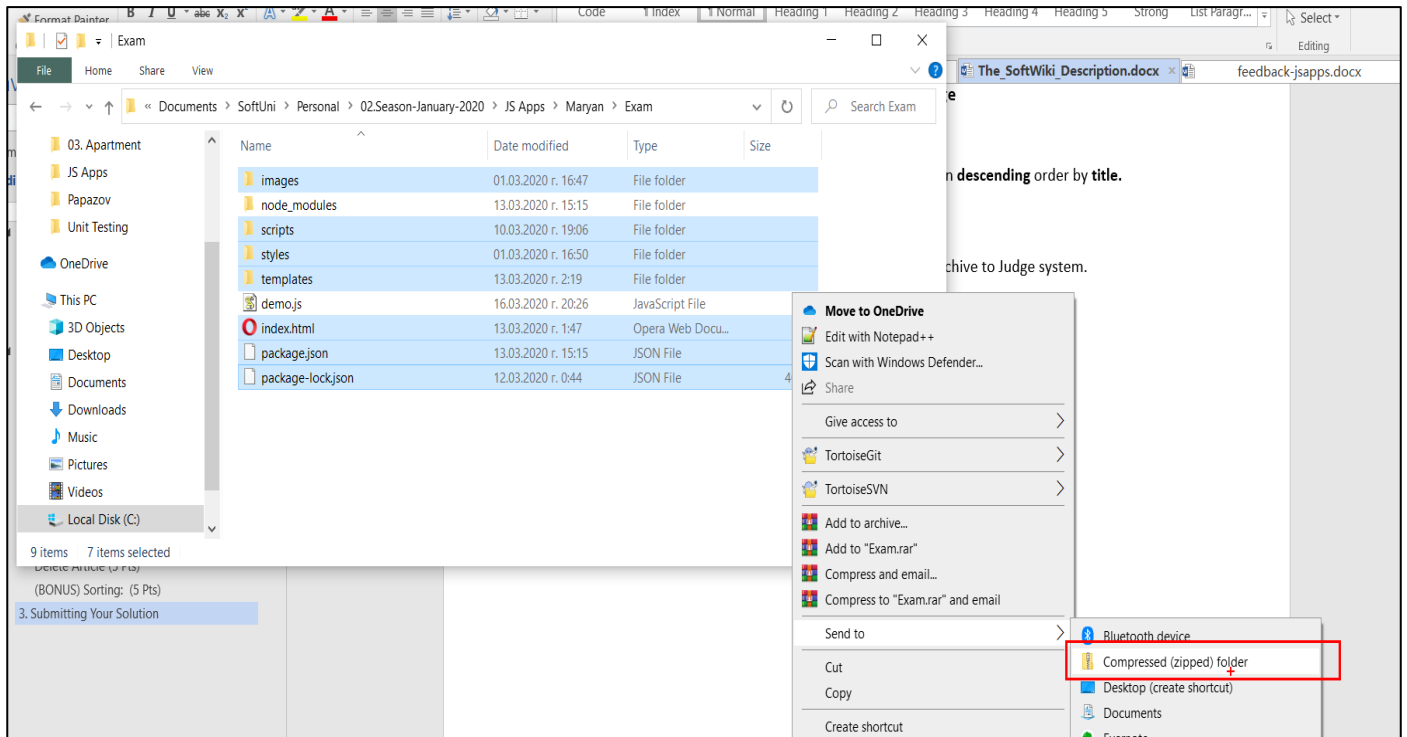 Format Painter B I U abc X₂ X² A A Code ¶ Index ¶ Normal Heading 1 Heading 2 Heading 3 Heading 4 Heading 5 Strong List Paragr... Select
Editing
Exam
File Home Share View
The_SoftWiki_Description.docx feedback-jsapps.docx
« Documents > SoftUni > Personal > 02.Season-January-2020 > JS Apps > Maryan > Exam Search Exam
03. Apartment
JS Apps
Papazov
Unit Testing
OneDrive
This PC
3D Objects
Desktop
Documents
Downloads
Music
Pictures
Videos
Local Disk (C:)
Name Date modified Type Size
images 01.03.2020 г. 16:47 File folder
node_modules 13.03.2020 г. 15:15 File folder
scripts 10.03.2020 г. 19:06 File folder
styles 01.03.2020 г. 16:50 File folder
templates 13.03.2020 г. 2:19 File folder
demo.js 16.03.2020 г. 20:26 JavaScript File
index.html 13.03.2020 г. 1:47 Opera Web Docu...
package.json 13.03.2020 г. 15:15 JSON File
package-lock.json 12.03.2020 г. 0:44 JSON File
9 items 7 items selected
descending order by title.
to Judge system.
Delete Article (5 Pts)
(BONUS) Sorting: (5 Pts)
3. Submitting Your Solution
Move to OneDrive
Edit with Notepad++
Scan with Windows Defender...
Share
Give access to
TortoiseGit
TortoiseSVN
Add to archive...
Add to "Exam.rar"
Compress and email...
Compress to "Exam.rar" and email
Send to
Cut
Copy
Create shortcut
Bluetooth device
Compressed (zipped) folder
Desktop (create shortcut)
Documents